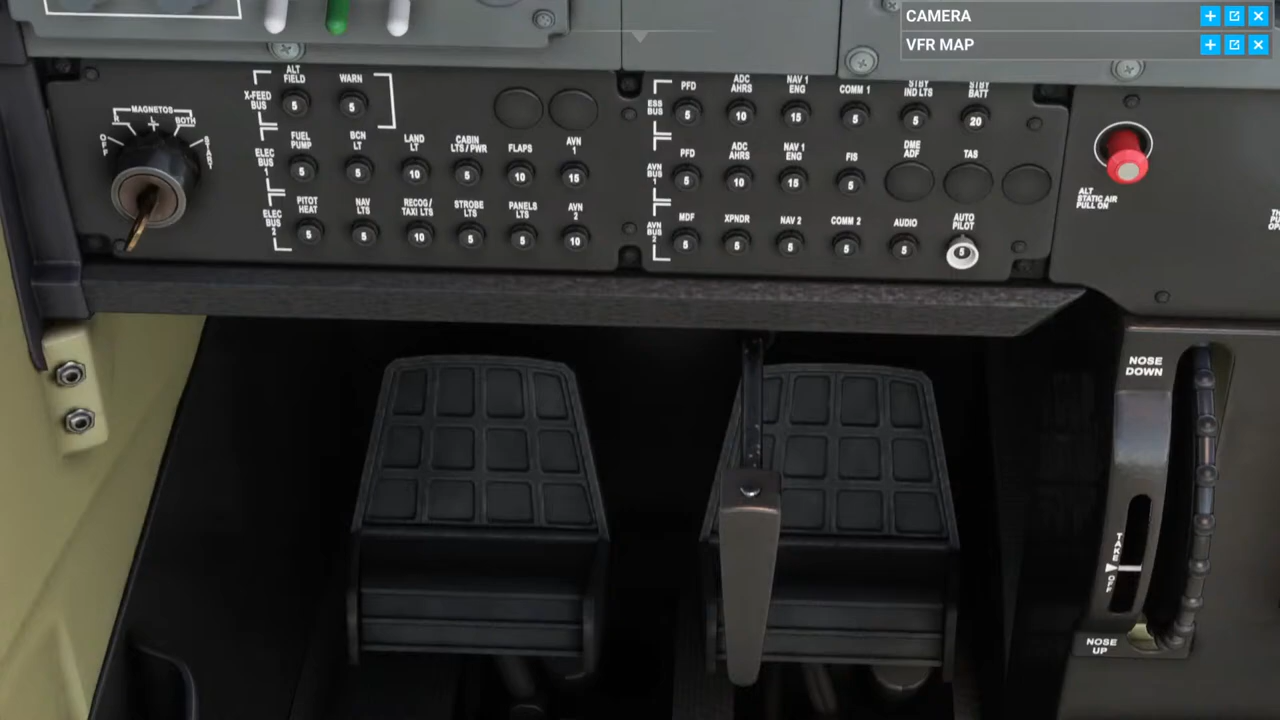 CAMERA
VFR MAP
MAGNETOS
OFF
R
L
BOTH
START
X-FEED BUS
ALT FIELD
5
WARN
5
ELEC BUS 1
FUEL PUMP
5
BCN LT
5
LAND LT
10
CABIN LTS/PWR
5
FLAPS
10
AVN 1
15
ELEC BUS 2
PITOT HEAT
5
NAV LTS
5
RECOG/ TAXI LTS
10
STROBE LTS
5
PANELS LTS
5
AVN 2
10
ESS BUS
PFD
5
ADC AHRS
10
NAV 1 ENG
15
COMM 1
5
STBY IND LTS
5
STBY BATT
20
AVN BUS 1
PFD
5
ADC AHRS
10
NAV 1 ENG
15
FIS
5
DME ADF
TAS
AVN BUS 2
MDF
5
XPNDR
5
NAV 2
5
COMM 2
5
AUDIO
5
AUTO PILOT
5
ALT
STATIC AIR
PULL ON
NOSE
DOWN
TAKE OFF
NOSE
UP